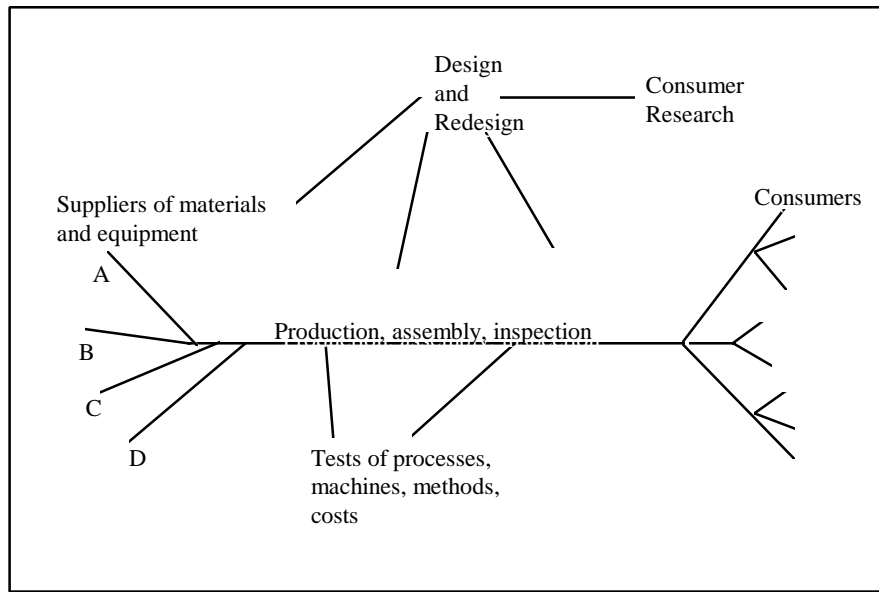 Design
and
Redesign
Consumer
Research
Suppliers of materials
and equipment
Consumers
A
B
C
D
Production, assembly, inspection
Tests of processes,
machines, methods,
costs